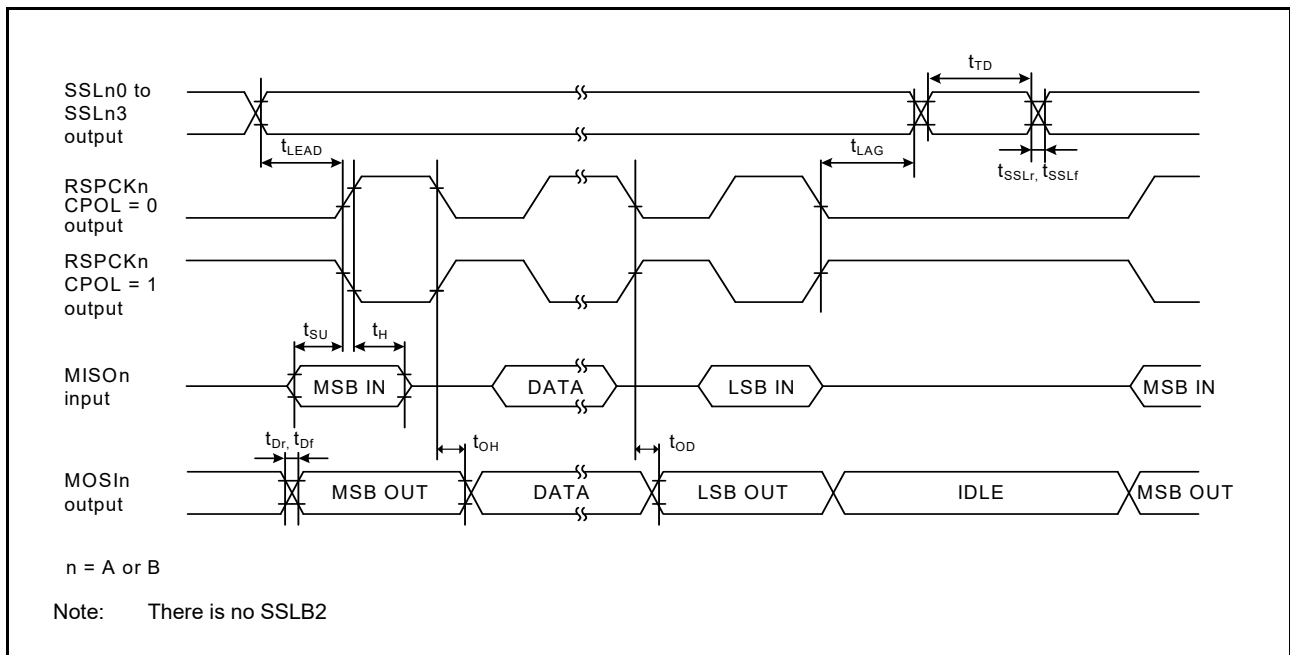 SSLn0 to
SSLn3
output
tTD
tLEAD
tLAG
tSSLr, tSSLf
RSPCKn
CPOL = 0
output
RSPCKn
CPOL = 1
output
tSU
tH
MISOn
input
MSB IN
DATA
LSB IN
MSB IN
tDr, tDf
tOH
tOD
MOSIn
output
MSB OUT
DATA
LSB OUT
IDLE
MSB OUT
n = A or B
Note: There is no SSLB2